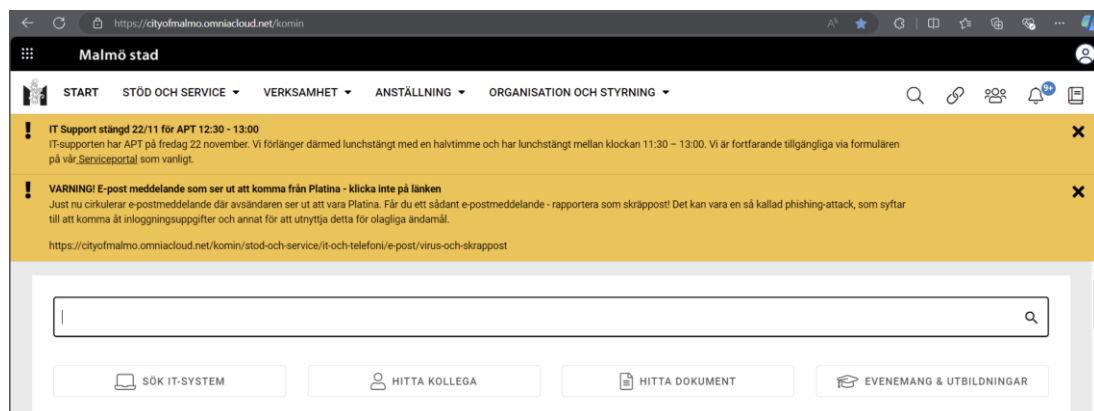 https://cityofmalmo.omniacloud.net/komin
Malmö stad
START STÖD OCH SERVICE VERKSAMHET ANSTÄLLNING ORGANISATION OCH STYRNING 9+
IT Support stängd 22/11 för APT 12:30 - 13:00
IT-supporten har APT på fredag 22 november. Vi förlänger därmed lunchstängt med en halvtimme och har lunchstängt mellan klockan 11:30 – 13:00. Vi är fortfarande tillgängliga via formulären
på vår Serviceportal som vanligt.
VARNING! E-post meddelande som ser ut att komma från Platina - klicka inte på länken
Just nu cirkulerar e-postmeddelande där avsändaren ser ut att vara Platina. Får du ett sådant e-postmeddelande - rapportera som skräppost! Det kan vara en så kallad phishing-attack, som syftar
till att komma åt inloggningsuppgifter och annat för att utnyttja detta för olagliga ändamål.
https://cityofmalmo.omniacloud.net/komin/stod-och-service/it-och-telefoni/e-post/virus-och-skrappost
SÖK IT-SYSTEM HITTA KOLLEGA HITTA DOKUMENT EVENEMANG & UTBILDNINGAR